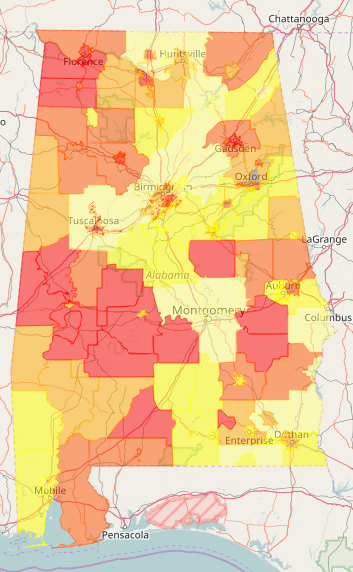 Chattanooga
Huntsville
Florence
Gadsden
Oxford
Birmingham
Tuscaloosa
LaGrange
Alabama
Auburn
Montgomery
Columbus
Enterprise
Dothan
Mobile
Pensacola